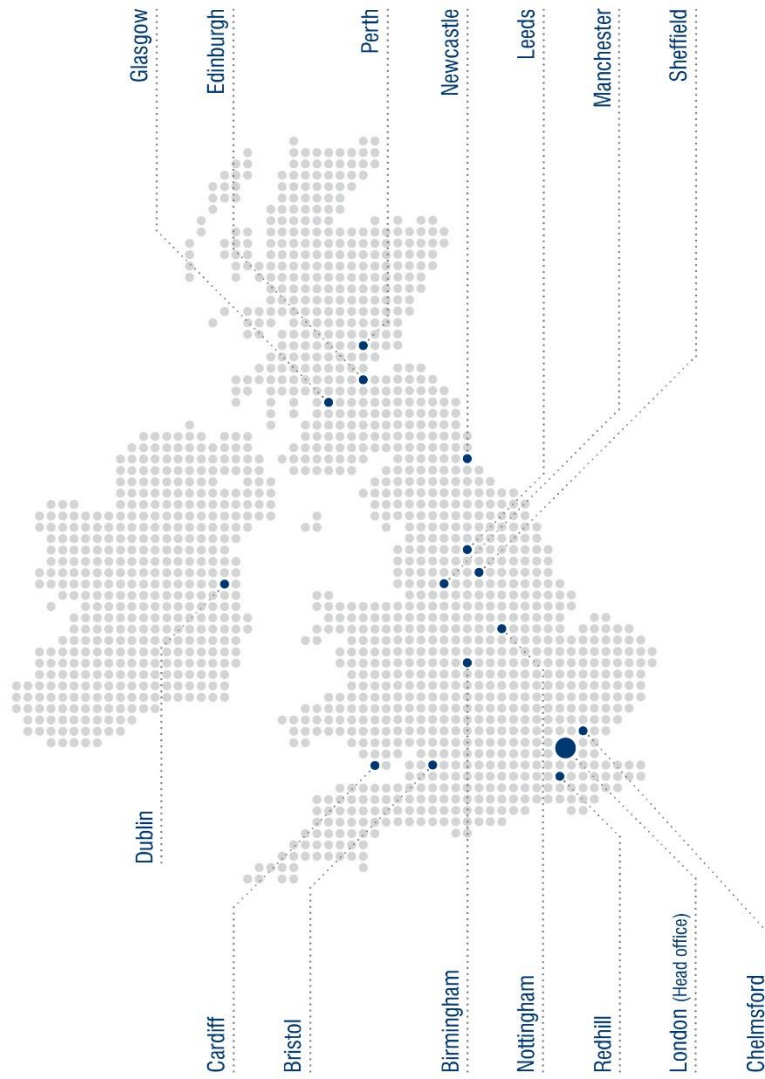 Glasgow
Edinburgh
Perth
Newcastle
Leeds
Manchester
Sheffield
Dublin
Cardiff
Bristol
Birmingham
Nottingham
Redhill
London (Head office)
Chelmsford